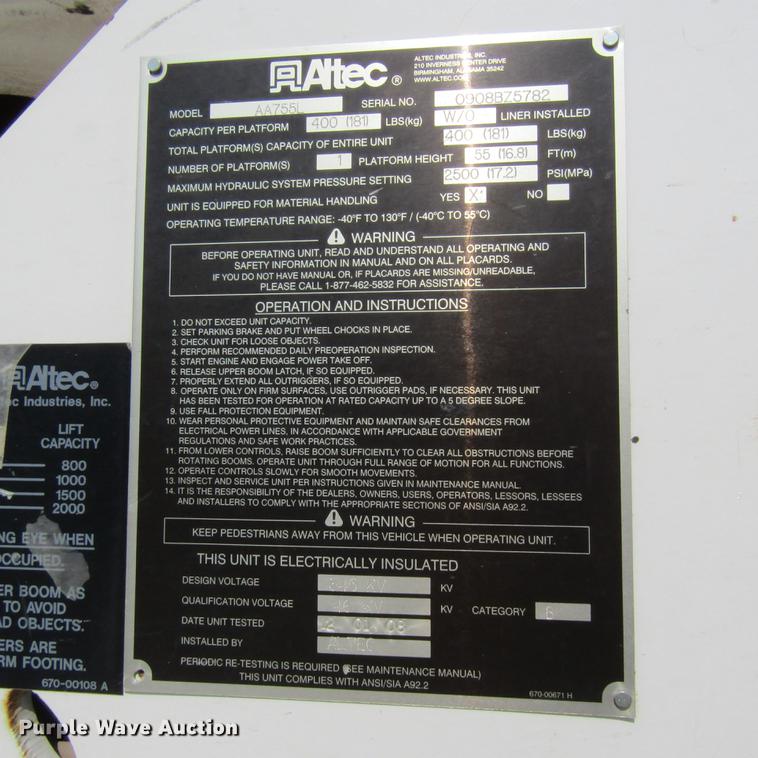 Altec®
ALTEC INDUSTRIES, INC.
210 INVERNESS CENTER DRIVE
BIRMINGHAM, ALABAMA 35242
WWW.ALTEC.COM
MODEL AA755L SERIAL NO. 0908BZ5782
CAPACITY PER PLATFORM 400 (181) LBS(kg) W/O LINER INSTALLED
TOTAL PLATFORM(S) CAPACITY OF ENTIRE UNIT 400 (181) LBS(kg)
NUMBER OF PLATFORM(S) 1 PLATFORM HEIGHT 55 (16.8) FT(m)
MAXIMUM HYDRAULIC SYSTEM PRESSURE SETTING 2500 (17.2) PSI(MPa)
UNIT IS EQUIPPED FOR MATERIAL HANDLING YES X NO
OPERATING TEMPERATURE RANGE: -40°F TO 130°F / (-40°C TO 55°C)
WARNING
BEFORE OPERATING UNIT, READ AND UNDERSTAND ALL OPERATING AND
SAFETY INFORMATION IN MANUAL AND ON ALL PLACARDS.
IF YOU DO NOT HAVE MANUAL OR, IF PLACARDS ARE MISSING/UNREADABLE,
PLEASE CALL 1-877-462-5832 FOR ASSISTANCE.
OPERATION AND INSTRUCTIONS
1. DO NOT EXCEED UNIT CAPACITY.
2. SET PARKING BRAKE AND PUT WHEEL CHOCKS IN PLACE.
3. CHECK UNIT FOR LOOSE OBJECTS.
4. PERFORM RECOMMENDED DAILY PREOPERATION INSPECTION.
5. START ENGINE AND ENGAGE POWER TAKE OFF.
6. RELEASE UPPER BOOM LATCH, IF SO EQUIPPED.
7. PROPERLY EXTEND ALL OUTRIGGERS, IF SO EQUIPPED.
8. OPERATE ONLY ON FIRM SURFACES, USE OUTRIGGER PADS, IF NECESSARY. THIS UNIT
HAS BEEN TESTED FOR OPERATION AT RATED CAPACITY UP TO A 5 DEGREE SLOPE.
9. USE FALL PROTECTION EQUIPMENT.
10. WEAR PERSONAL PROTECTIVE EQUIPMENT AND MAINTAIN SAFE CLEARANCES FROM
ELECTRICAL POWER LINES, IN ACCORDANCE WITH APPLICABLE GOVERNMENT
REGULATIONS AND SAFE WORK PRACTICES.
11. FROM LOWER CONTROLS, RAISE BOOM SUFFICIENTLY TO CLEAR ALL OBSTRUCTIONS BEFORE
ROTATING BOOMS. OPERATE UNIT THROUGH FULL RANGE OF MOTION FOR ALL FUNCTIONS.
12. OPERATE CONTROLS SLOWLY FOR SMOOTH MOVEMENTS.
13. INSPECT AND SERVICE UNIT PER INSTRUCTIONS GIVEN IN MAINTENANCE MANUAL.
14. IT IS THE RESPONSIBILITY OF THE DEALERS, OWNERS, USERS, OPERATORS, LESSORS, LESSEES
AND INSTALLERS TO COMPLY WITH THE APPROPRIATE SECTIONS OF ANSI/SIA A92.2.
WARNING
KEEP PEDESTRIANS AWAY FROM THIS VEHICLE WHEN OPERATING UNIT.
THIS UNIT IS ELECTRICALLY INSULATED
DESIGN VOLTAGE KV KV
QUALIFICATION VOLTAGE 46 KV KV CATEGORY B
DATE UNIT TESTED 01 08
INSTALLED BY ALTEC
PERIODIC RE-TESTING IS REQUIRED (SEE MAINTENANCE MANUAL)
THIS UNIT COMPLIES WITH ANSI/SIA A92.2
670-00671 H
Altec®
ec Industries, Inc.
LIFT
CAPACITY
800
1000
1500
2000
NG EYE WHEN
OCCUPIED.
ER BOOM AS
TO AVOID
AD OBJECTS.
ERS ARE
RM FOOTING.
670-00108 A
Purple Wave Auction